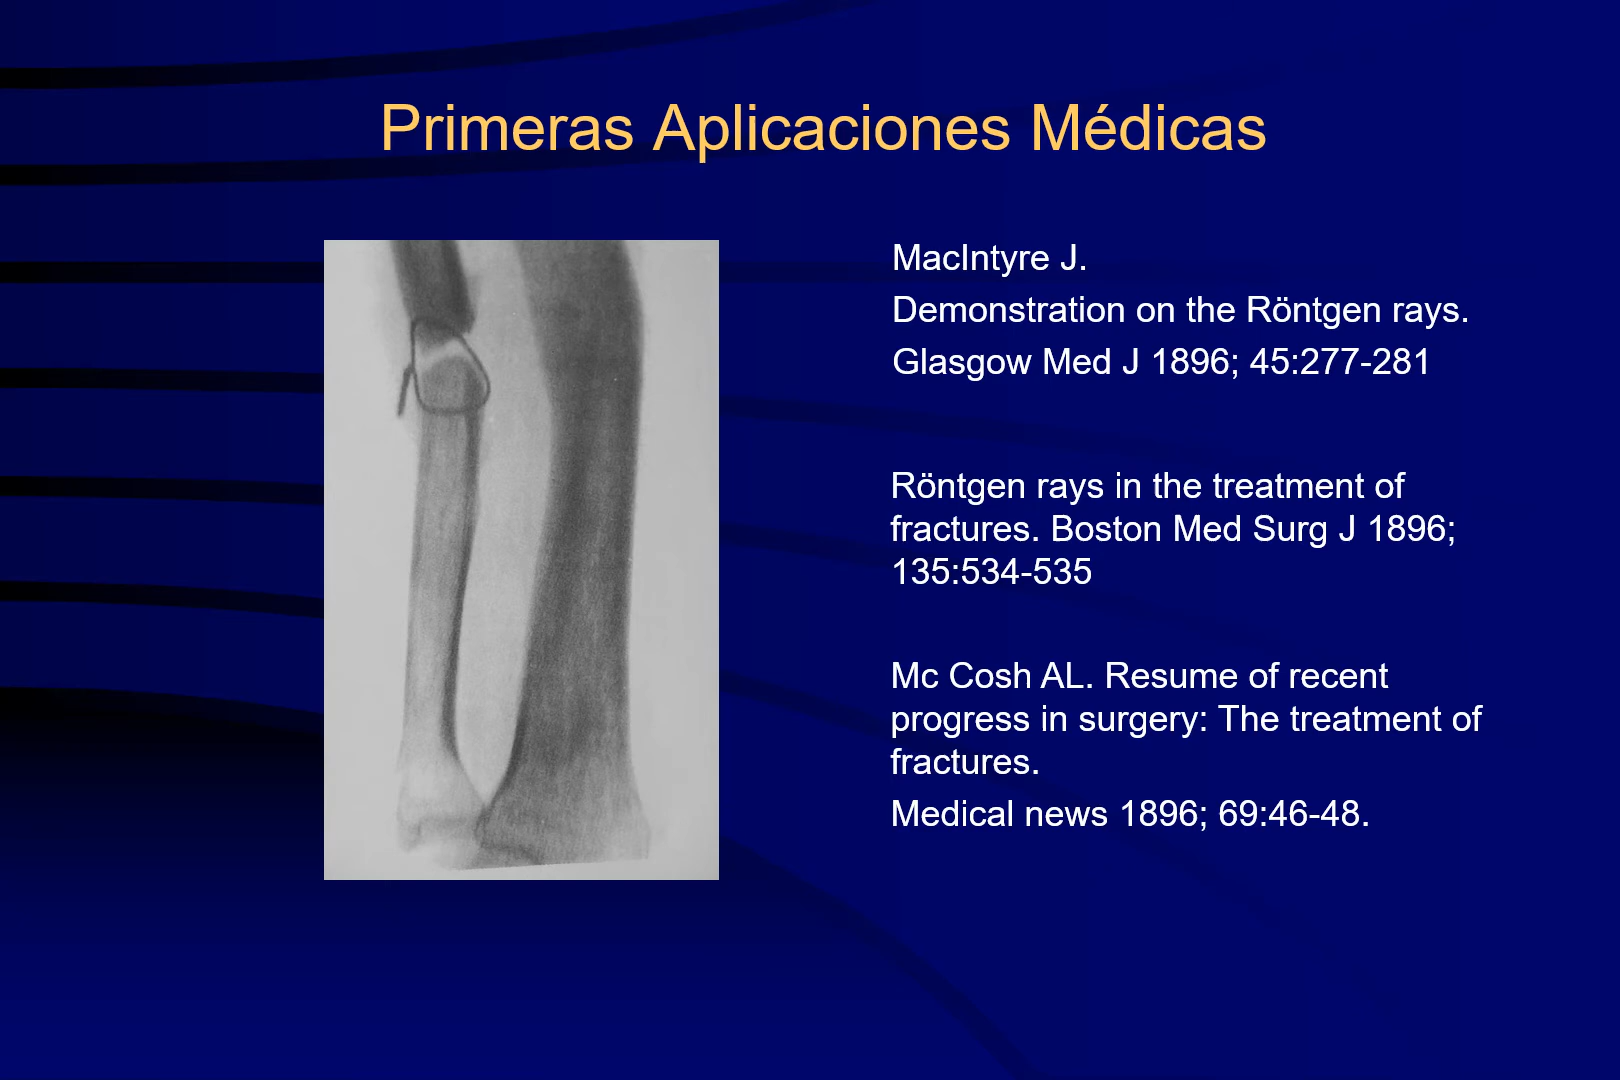 Primeras Aplicaciones Médicas
MacIntyre J.
Demonstration on the Röntgen rays.
Glasgow Med J 1896; 45:277-281
Röntgen rays in the treatment of
fractures. Boston Med Surg J 1896;
135:534-535
Mc Cosh AL. Resume of recent
progress in surgery: The treatment of
fractures.
Medical news 1896; 69:46-48.